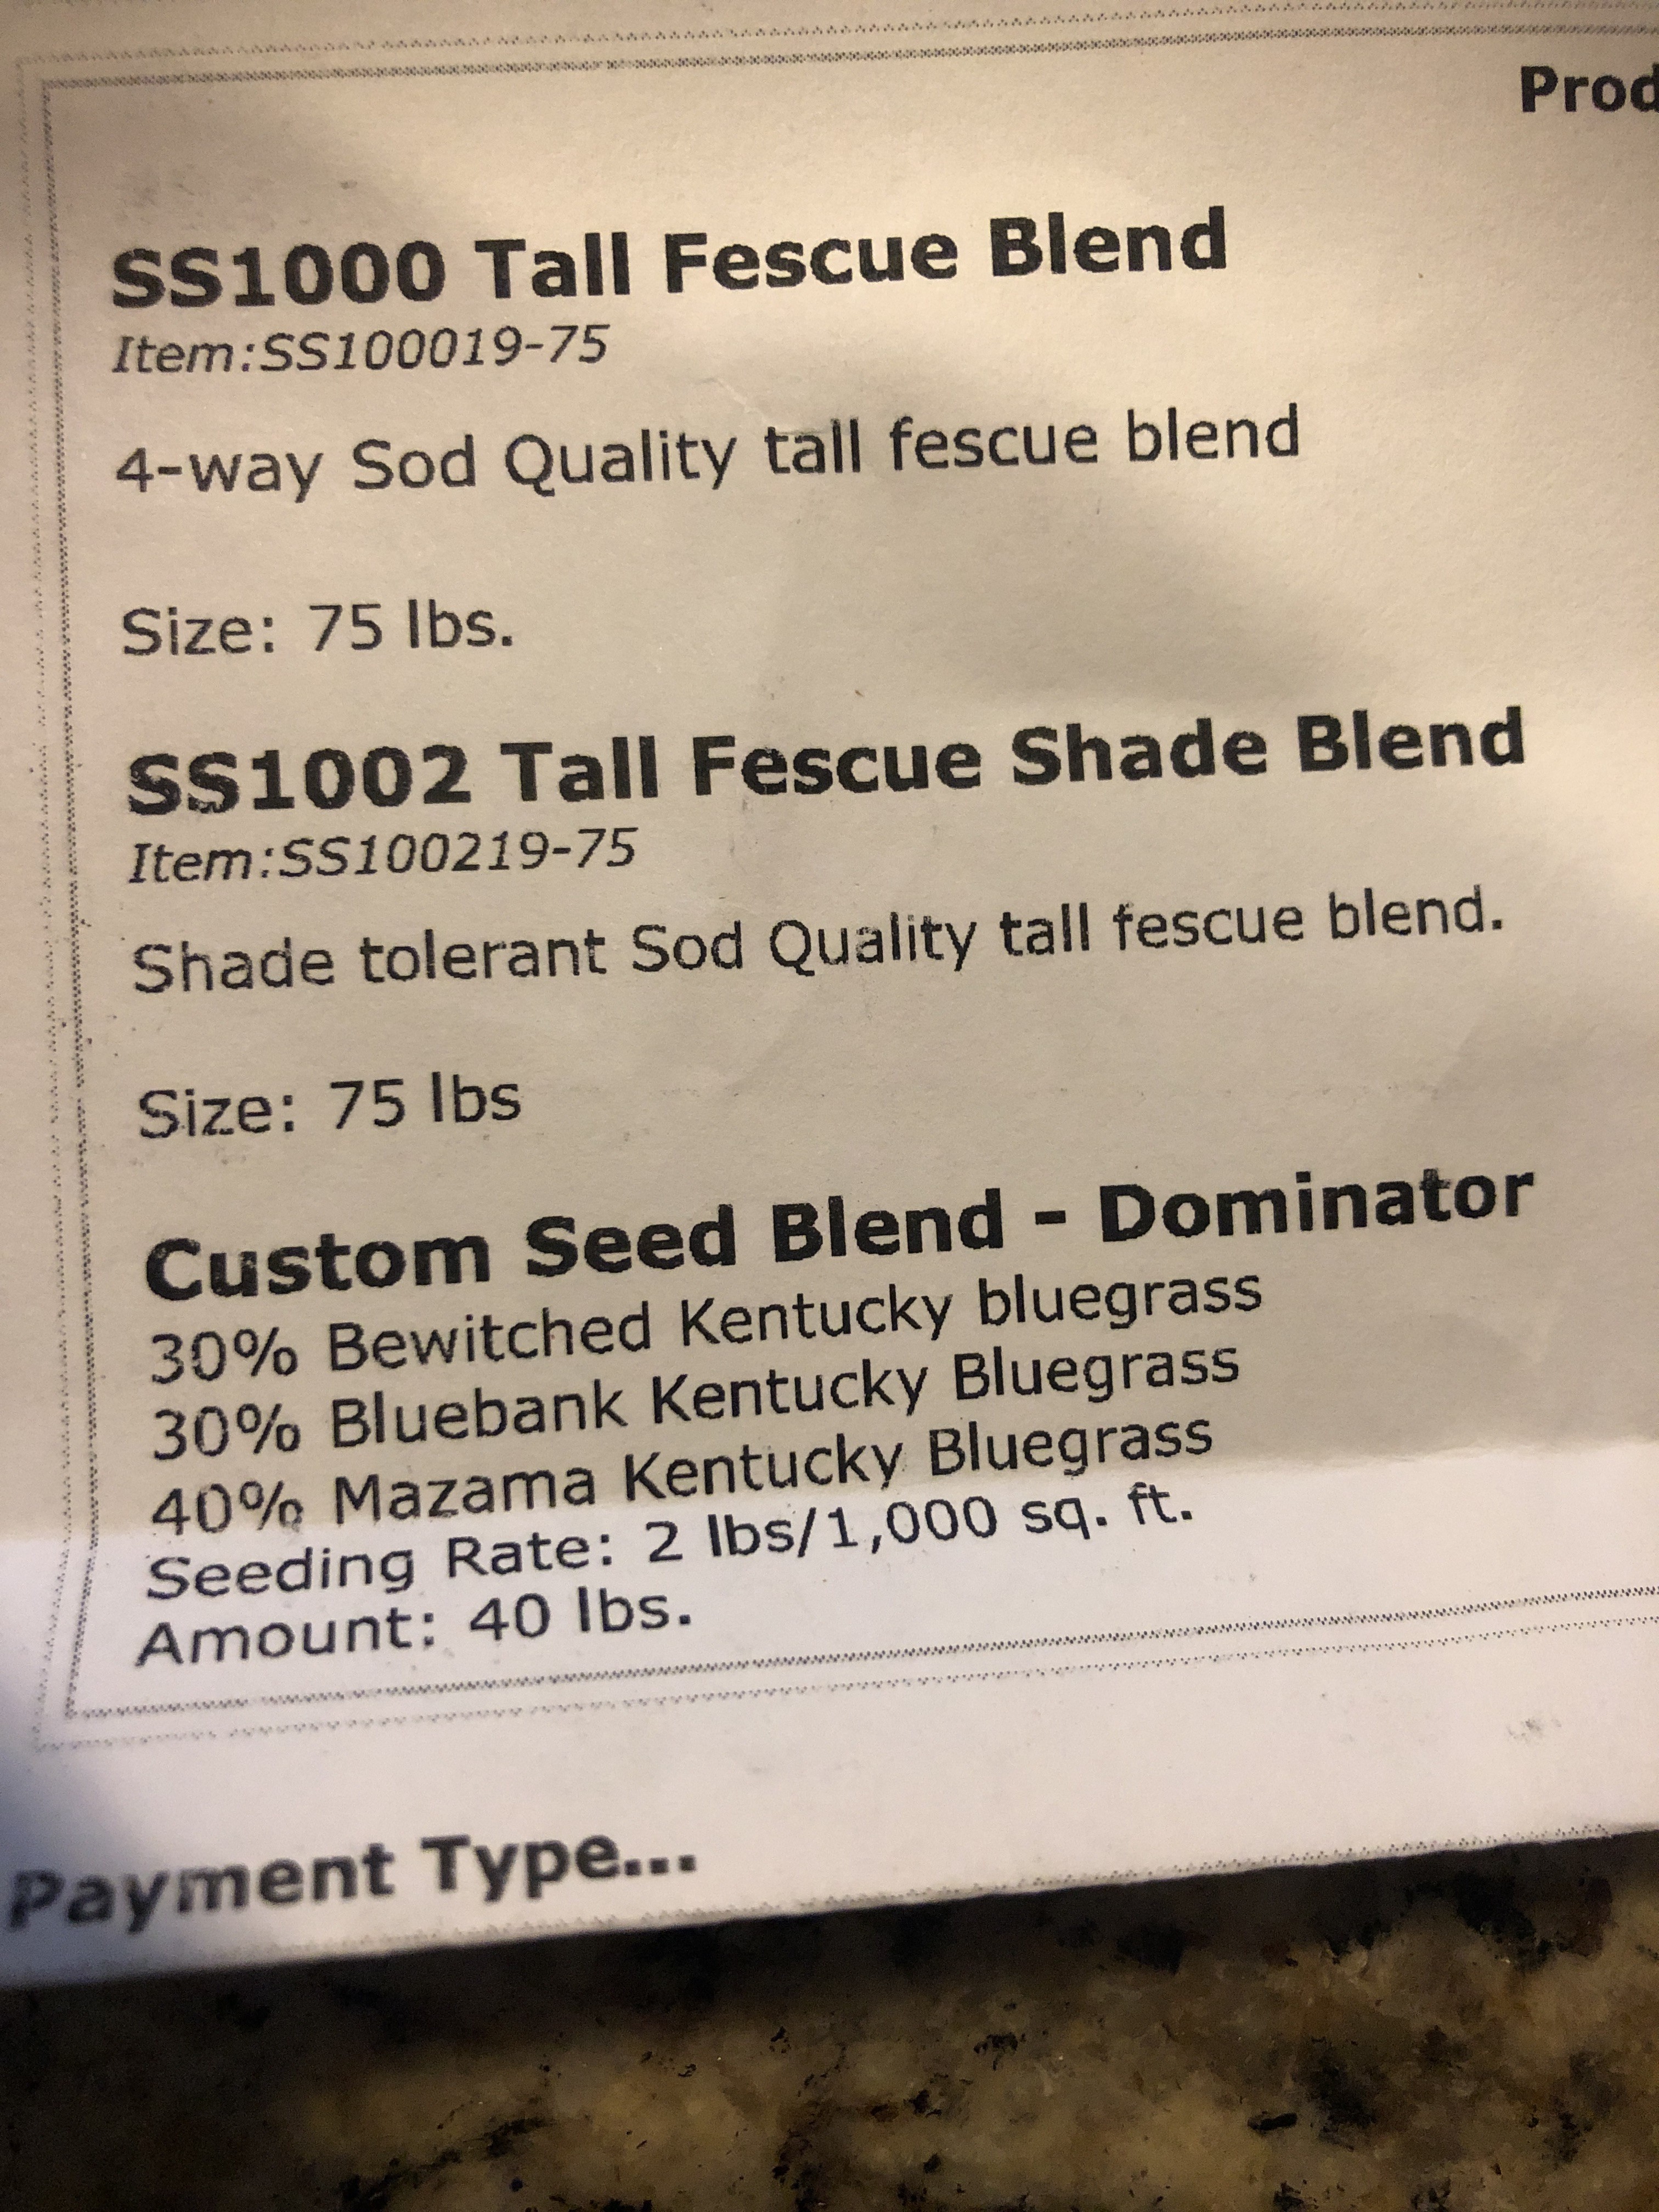 Prod
SS1000 Tall Fescue Blend
Item:SS100019-75
4-way Sod Quality tall fescue blend
Size: 75 lbs.
SS1002 Tall Fescue Shade Blend
Item:SS100219-75
Shade tolerant Sod Quality tall fescue blend.
Size: 75 lbs
Custom Seed Blend - Dominator
30% Bewitched Kentucky bluegrass
30% Bluebank Kentucky Bluegrass
40% Mazama Kentucky Bluegrass
Seeding Rate: 2 lbs/1,000 sq. ft.
Amount: 40 lbs.
Payment Type...